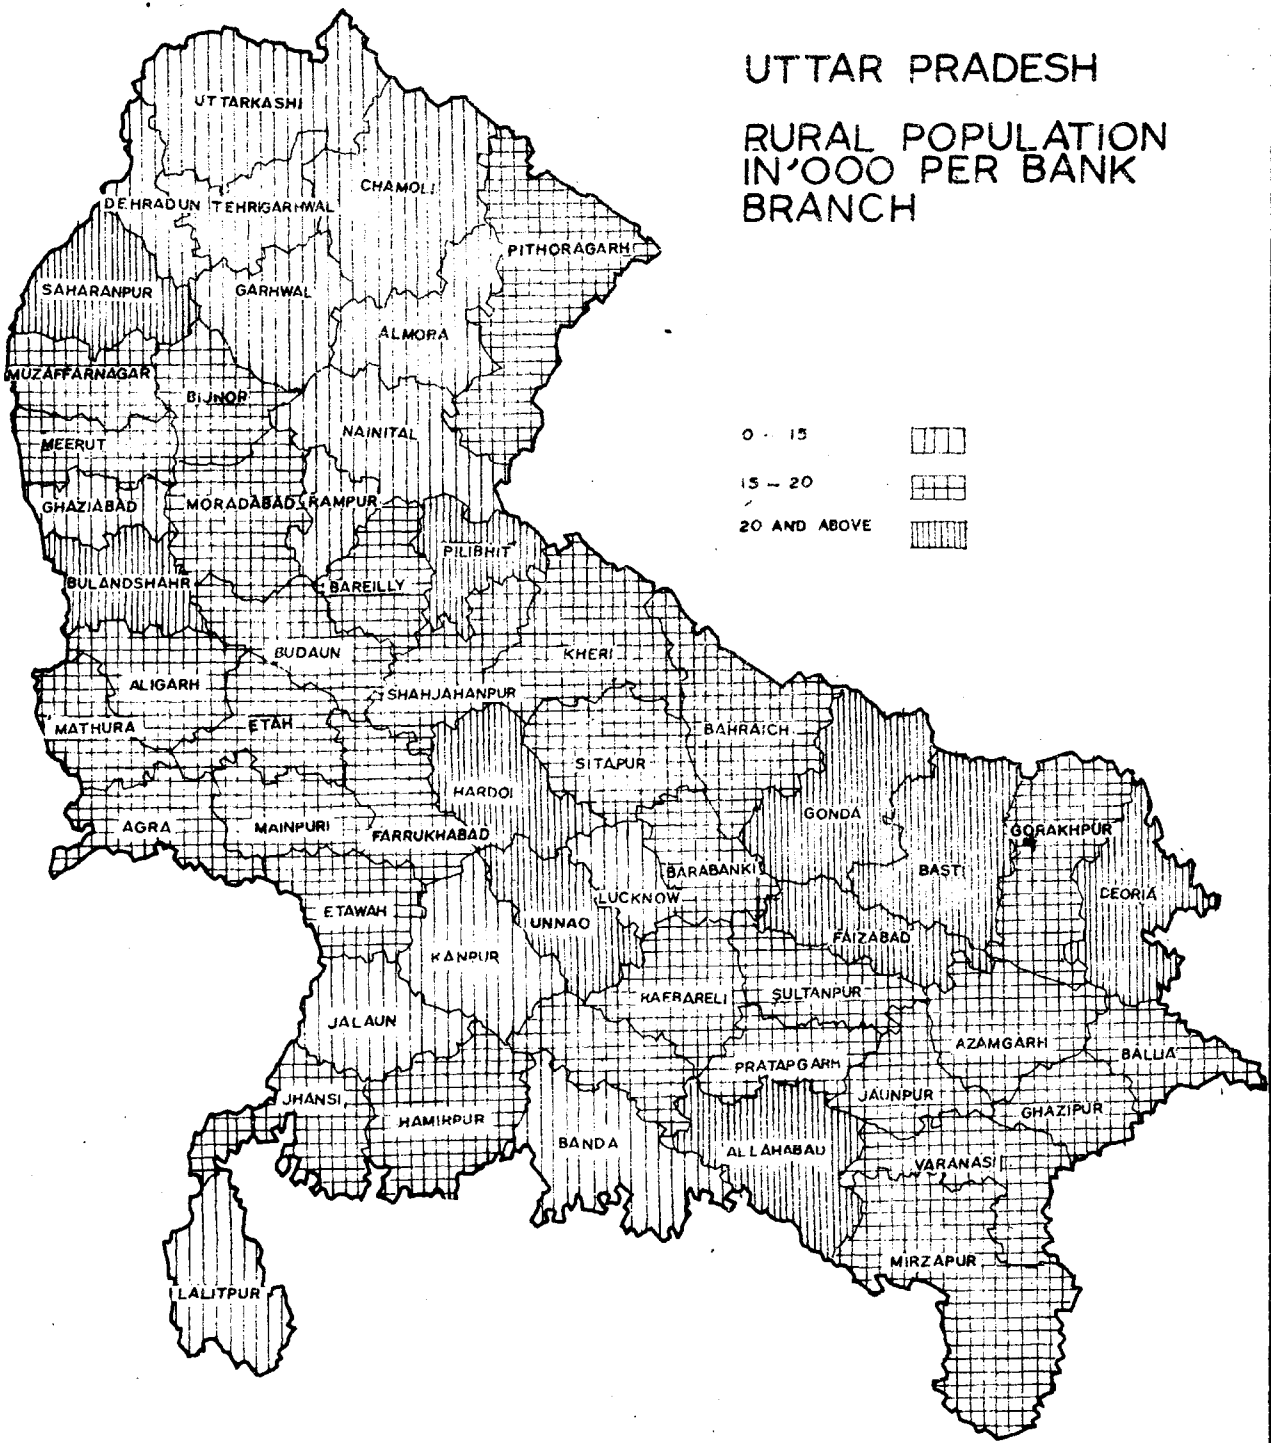 UTTAR PRADESH
RURAL POPULATION
IN'000 PER BANK
BRANCH
0 - 15
15 - 20
20 AND ABOVE
UTTARKASHI
CHAMOLI
DEHRADUN
TEHRIGARHWAL
PITHORAGARH
SAHARANPUR
GARHWAL
ALMORA
MUZAFFARNAGAR
BIJNOR
NAINITAL
MEERUT
GHAZIABAD
MORADABAD
RAMPUR
PILIBHIT
BULANDSHAHR
BAREILLY
BUDAUN
KHERI
ALIGARH
SHAHJAHANPUR
MATHURA
ETAH
BAHRAICH
SITAPUR
HARDOI
GONDA
AGRA
MAINPURI
FARRUKHABAD
GORAKHPUR
BARABANKI
BASTI
DEORIA
LUCKNOW
ETAWAH
UNNAO
FAIZABAD
KANPUR
RAEBARELI
SULTANPUR
JALAUN
AZAMGARH
BALLIA
PRATAPGARH
JHANSI
JAUNPUR
GHAZIPUR
HAMIRPUR
BANDA
ALLAHABAD
VARANASI
MIRZAPUR
LALITPUR